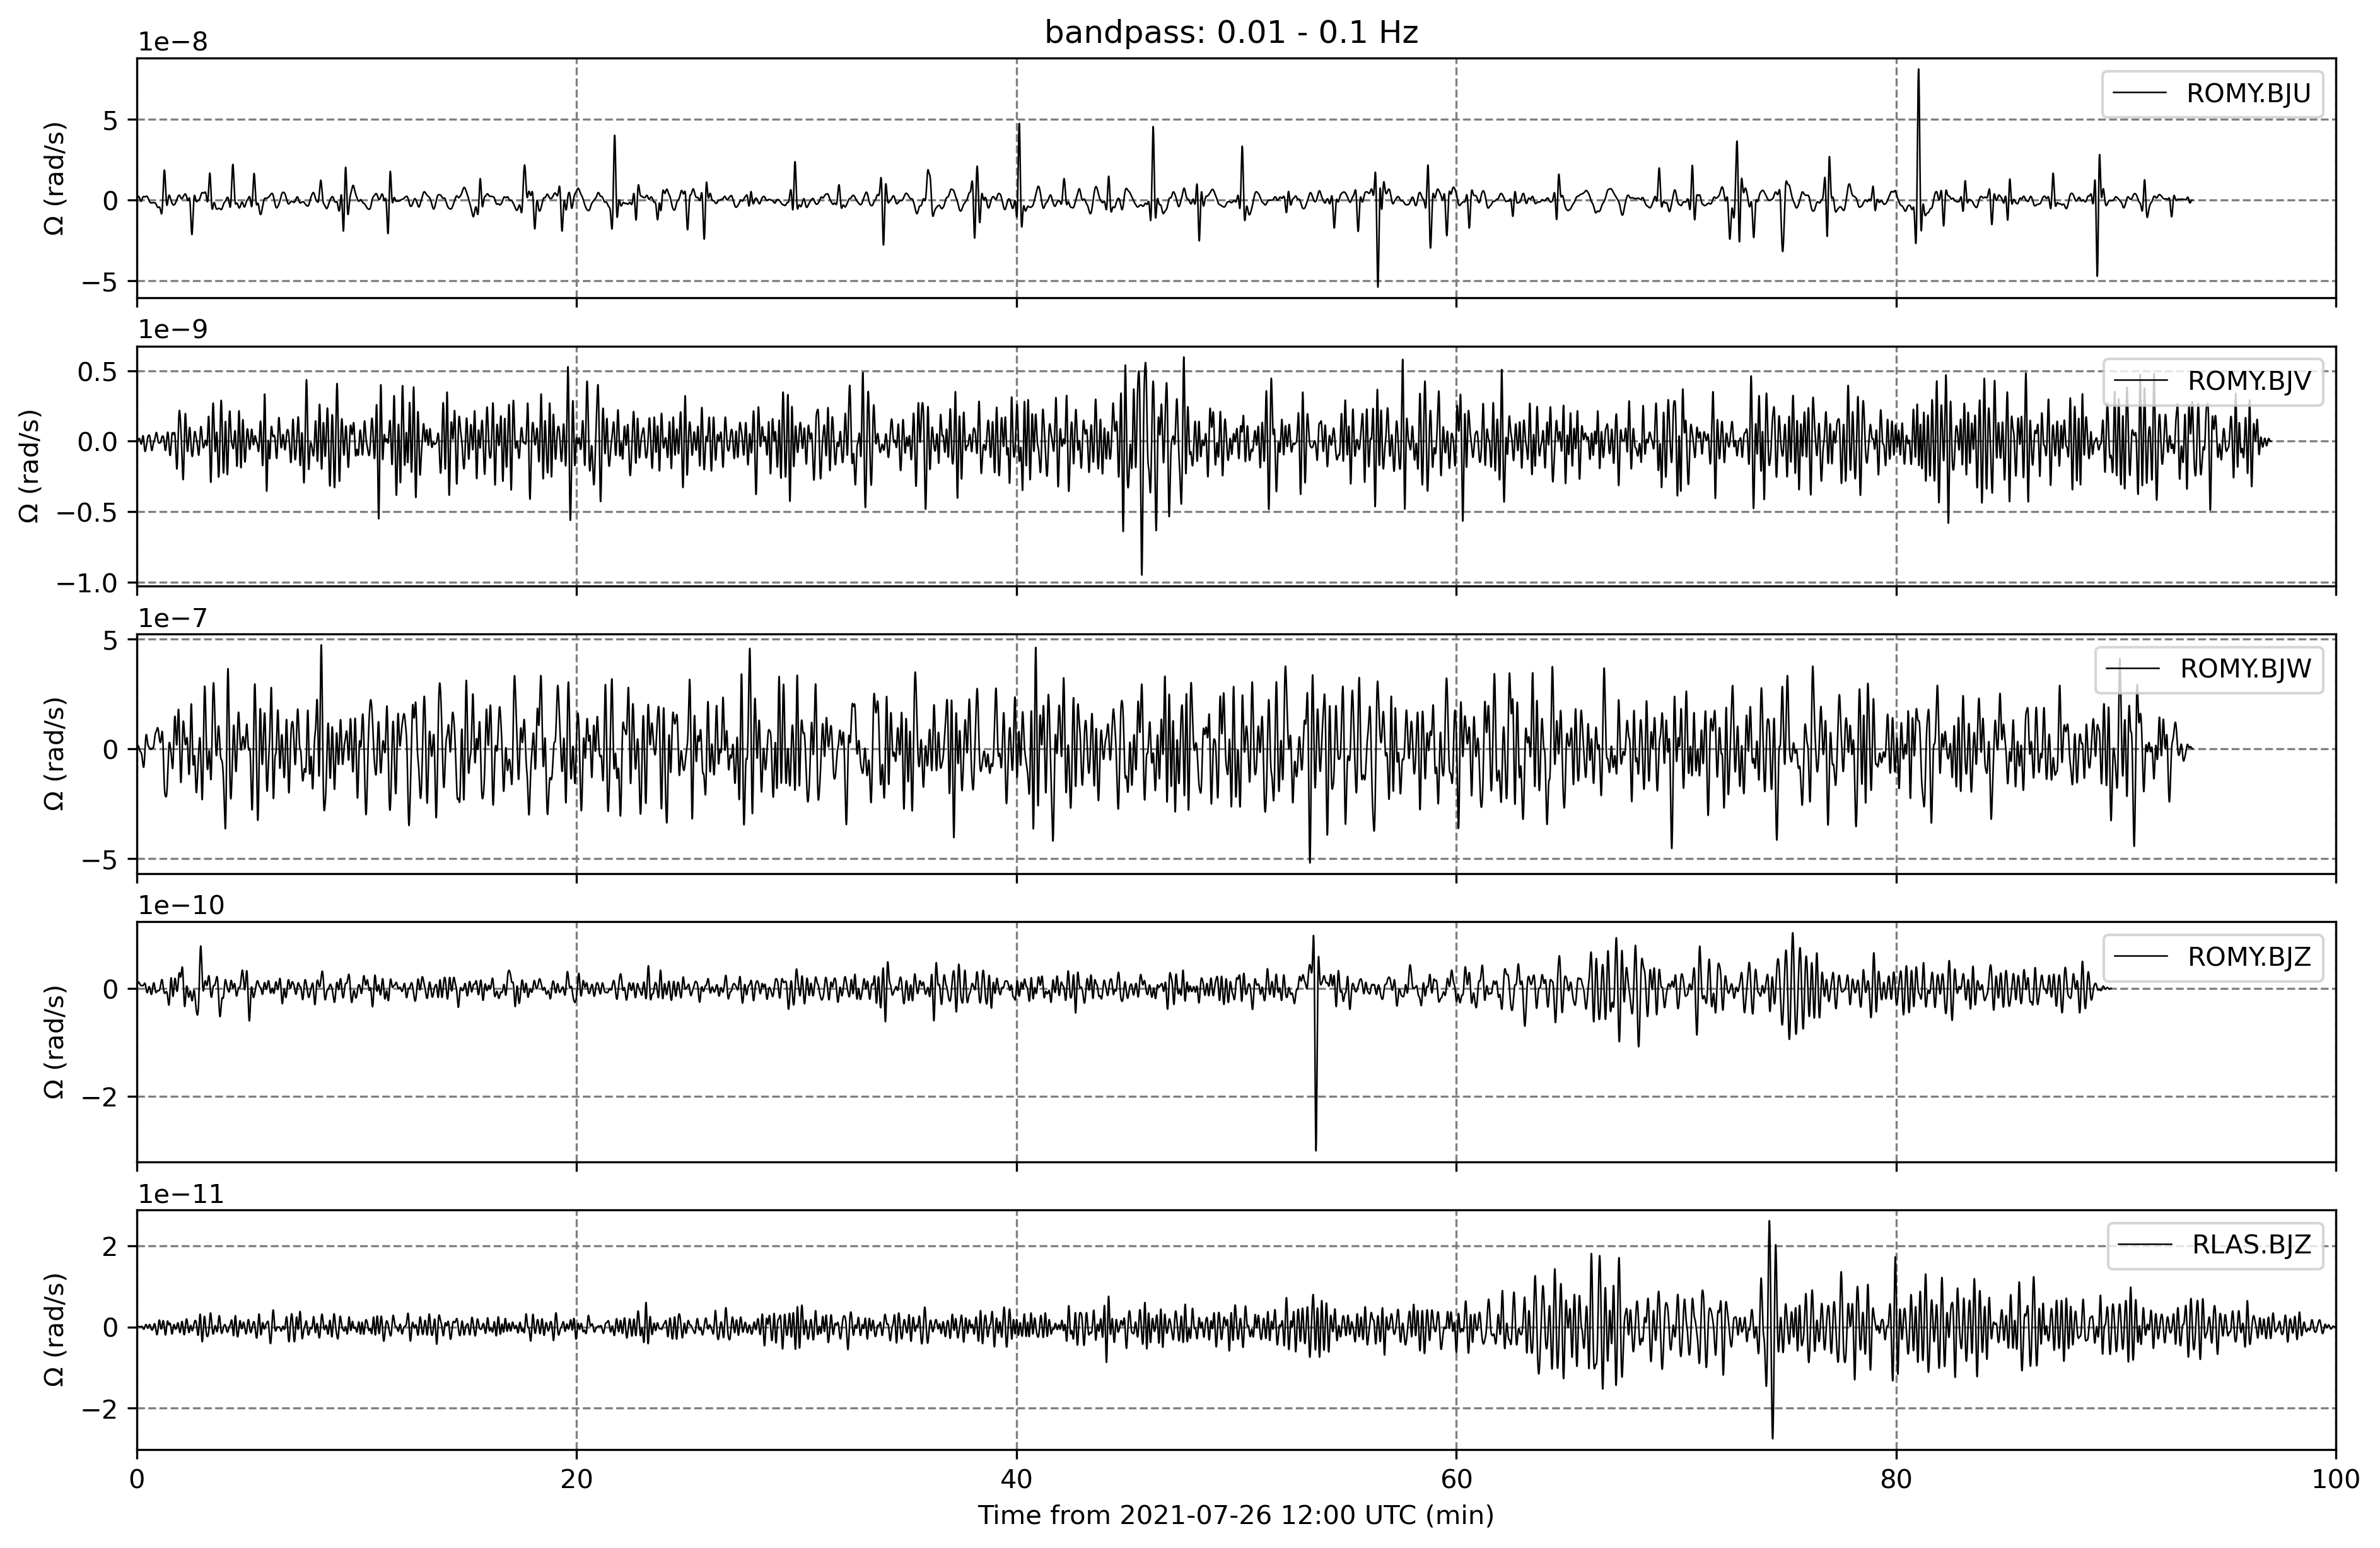 bandpass: 0.01 - 0.1 Hz
1e−8
Ω (rad/s)
5
0
−5
ROMY.BJU
1e−9
Ω (rad/s)
0.5
0.0
−0.5
−1.0
ROMY.BJV
1e−7
Ω (rad/s)
5
0
−5
ROMY.BJW
1e−10
Ω (rad/s)
0
−2
ROMY.BJZ
1e−11
Ω (rad/s)
2
0
−2
RLAS.BJZ
0 20 40 60 80 100
Time from 2021-07-26 12:00 UTC (min)